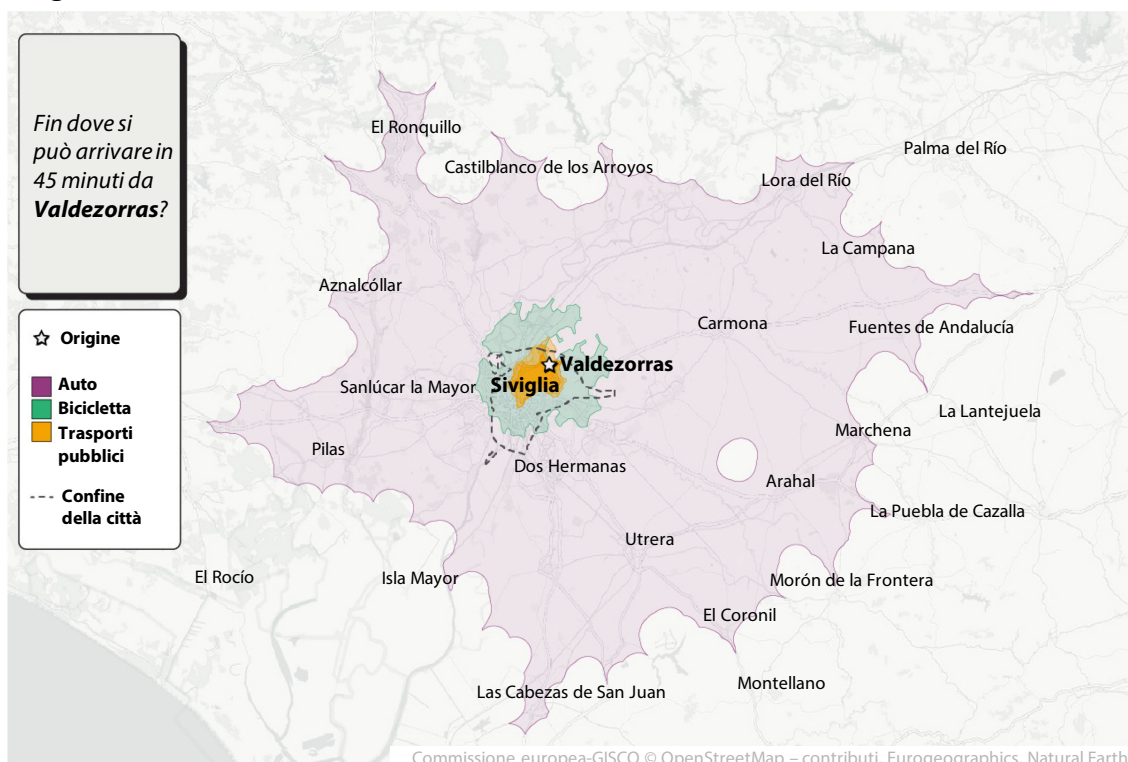 Fin dove si
può arrivare in
45 minuti da
Valdezorras?
Origine
Auto
Bicicletta
Trasporti
pubblici
Confine
della città
El Ronquillo
Castilblanco de los Arroyos
Palma del Río
Lora del Río
La Campana
Aznalcóllar
Carmona
Fuentes de Andalucía
Valdezorras
Siviglia
Sanlúcar la Mayor
La Lantejuela
Marchena
Pilas
Dos Hermanas
Arahal
La Puebla de Cazalla
Utrera
El Rocío
Isla Mayor
Morón de la Frontera
El Coronil
Montellano
Las Cabezas de San Juan
Commissione europea-GISCO © OpenStreetMap – contributi, Eurogeographics, Natural Earth